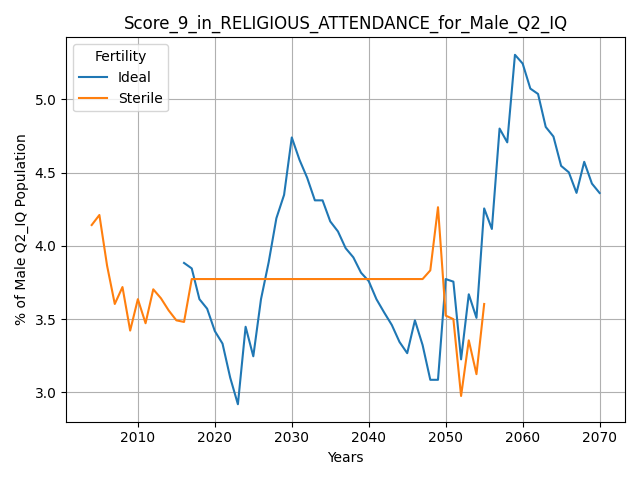 Score_9_in_RELIGIOUS_ATTENDANCE_for_Male_Q2_IQ
Fertility
Ideal
Sterile
% of Male Q2_IQ Population
5.0
4.5
4.0
3.5
3.0
2010 2020 2030 2040 2050 2060 2070
Years